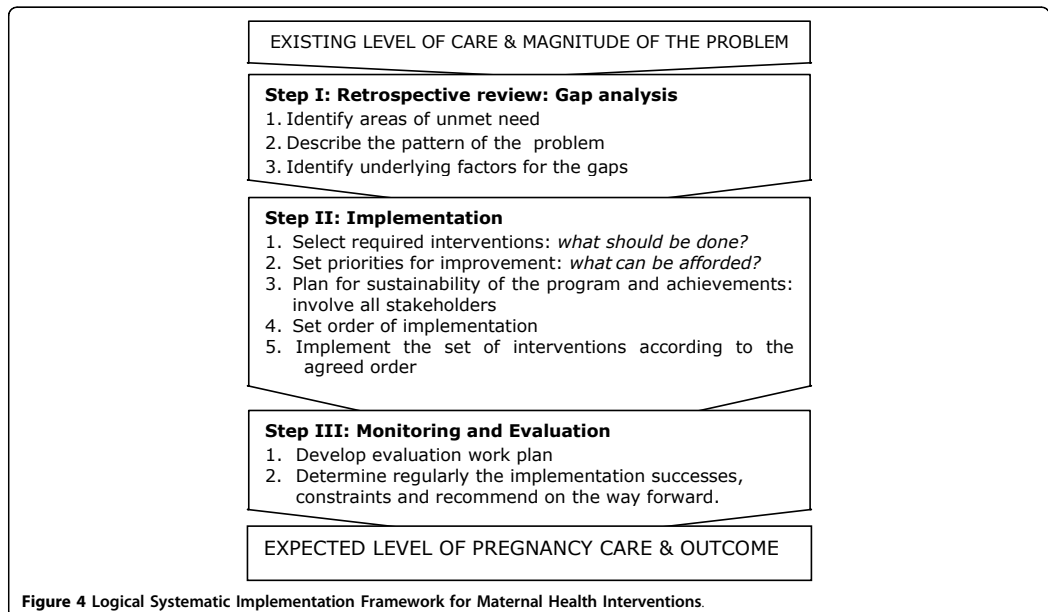 EXISTING LEVEL OF CARE & MAGNITUDE OF THE PROBLEM
Step I: Retrospective review: Gap analysis
1. Identify areas of unmet need
2. Describe the pattern of the problem
3. Identify underlying factors for the gaps
Step II: Implementation
1. Select required interventions: what should be done?
2. Set priorities for improvement: what can be afforded?
3. Plan for sustainability of the program and achievements:
involve all stakeholders
4. Set order of implementation
5. Implement the set of interventions according to the
agreed order
Step III: Monitoring and Evaluation
1. Develop evaluation work plan
2. Determine regularly the implementation successes,
constraints and recommend on the way forward.
EXPECTED LEVEL OF PREGNANCY CARE & OUTCOME
Figure 4 Logical Systematic Implementation Framework for Maternal Health Interventions.